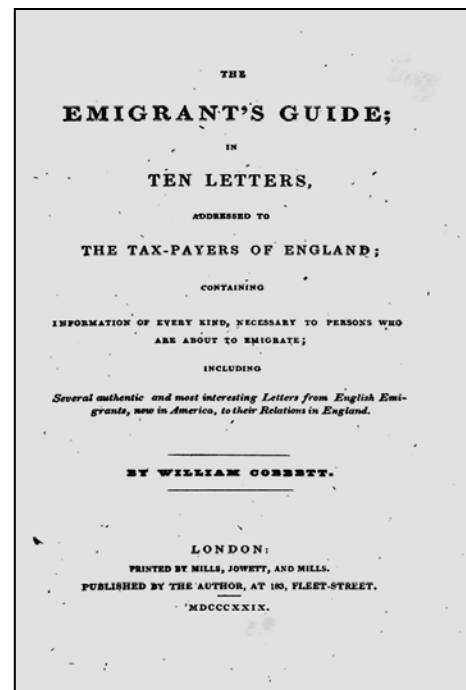 THE
EMIGRANT'S GUIDE;
IN
TEN LETTERS,
ADDRESSED TO
THE TAX-PAYERS OF ENGLAND;
CONTAINING
INFORMATION OF EVERY KIND, NECESSARY TO PERSONS WHO
ARE ABOUT TO EMIGRATE;
INCLUDING
Several authentic and most interesting Letters from English Emi-
grants, now in America, to their Relations in England.
BY WILLIAM COBBETT.
LONDON:
PRINTED BY MILLS, JOWETT, AND MILLS.
PUBLISHED BY THE AUTHOR, AT 183, FLEET-STREET.
MDCCCXXIX.